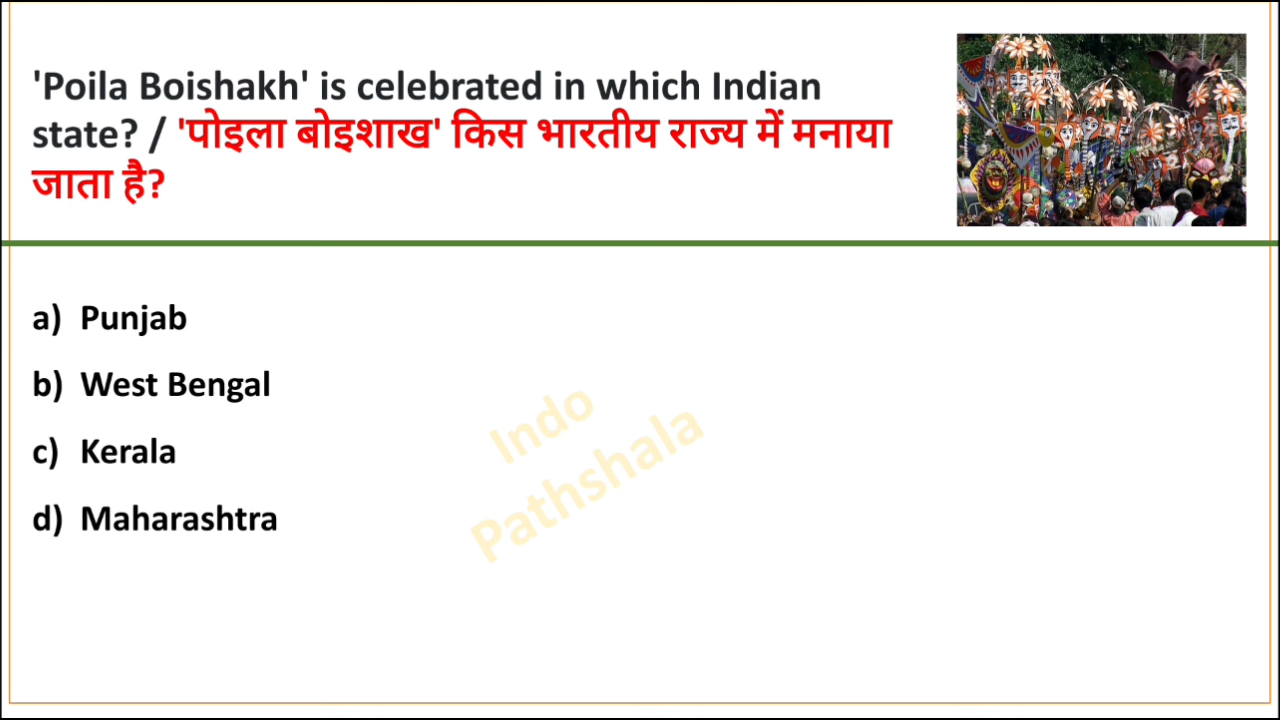 'Poila Boishakh' is celebrated in which Indian
state? / 'पोइला बोइशाख' किस भारतीय राज्य में मनाया
जाता है?
a) Punjab
b) West Bengal
c) Kerala
d) Maharashtra
Indo
Pathshala